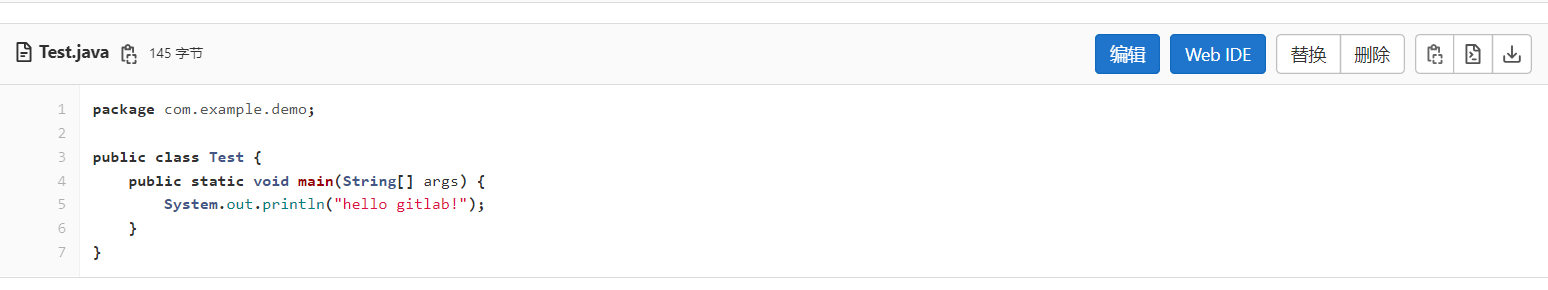 Test.java 145 字节 编辑 Web IDE 替换 删除
1 package com.example.demo;
2
3 public class Test {
4     public static void main(String[] args) {
5         System.out.println("hello gitlab!");
6     }
7 }